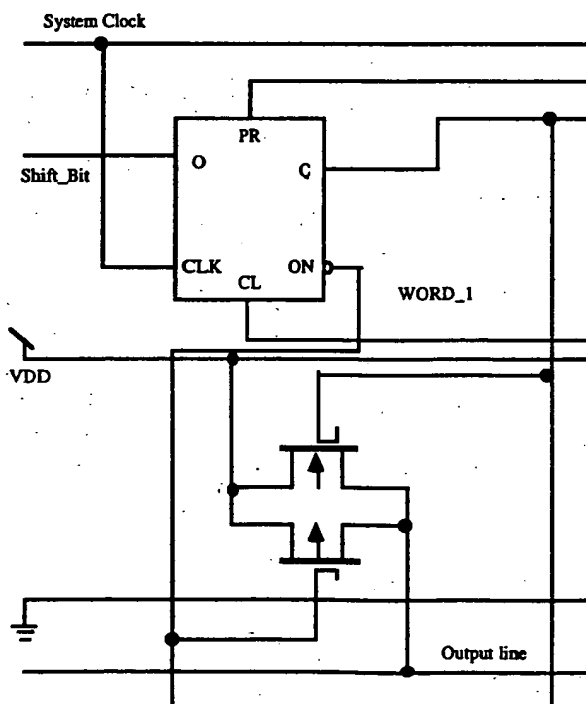 System Clock
PR
O
Shift_Bit
Ç
CLK
ON
CL
WORD_1
VDD
Output line